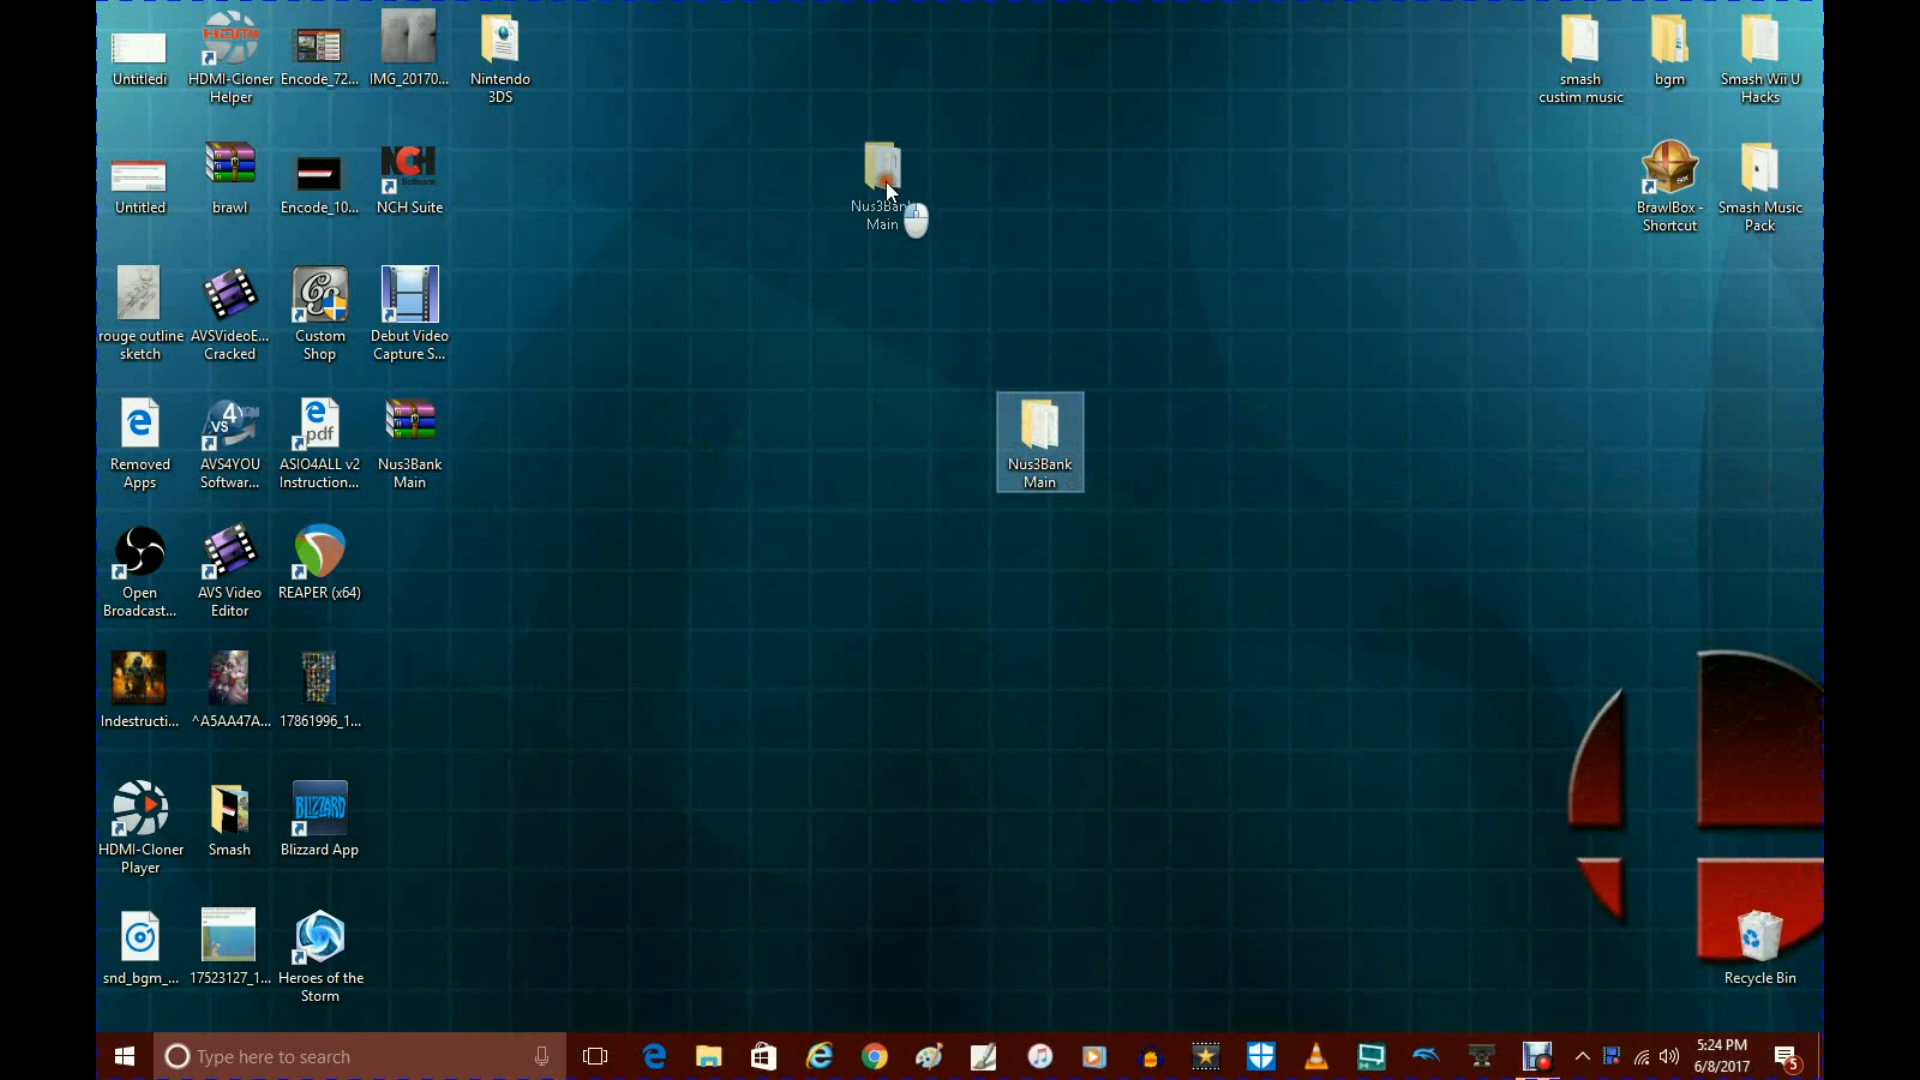 Untitledi
HDMI-Cloner
Helper
Encode_72...
IMG_20170...
Nintendo
3DS
smash
custim music
bgm
Smash Wii U
Hacks
Untitled
brawl
Encode_10...
NCH
NCH Suite
Nus3Bank
Main
BrawlBox -
Shortcut
Smash Music
Pack
rouge outline
sketch
AVSVideoE...
Cracked
Custom
Shop
Debut Video
Capture S...
Removed
Apps
AVS4YOU
Softwar...
pdf
ASIO4ALL v2
Instruction...
Nus3Bank
Main
Nus3Bank
Main
Open
Broadcast...
AVS Video
Editor
REAPER (x64)
Indestructi...
^A5AA47A...
17861996_1...
HDMI-Cloner
Player
Smash
BLIZZARD
Blizzard App
snd_bgm_...
17523127_1...
Heroes of the
Storm
Recycle Bin
Type here to search
5:24 PM
6/8/2017
5